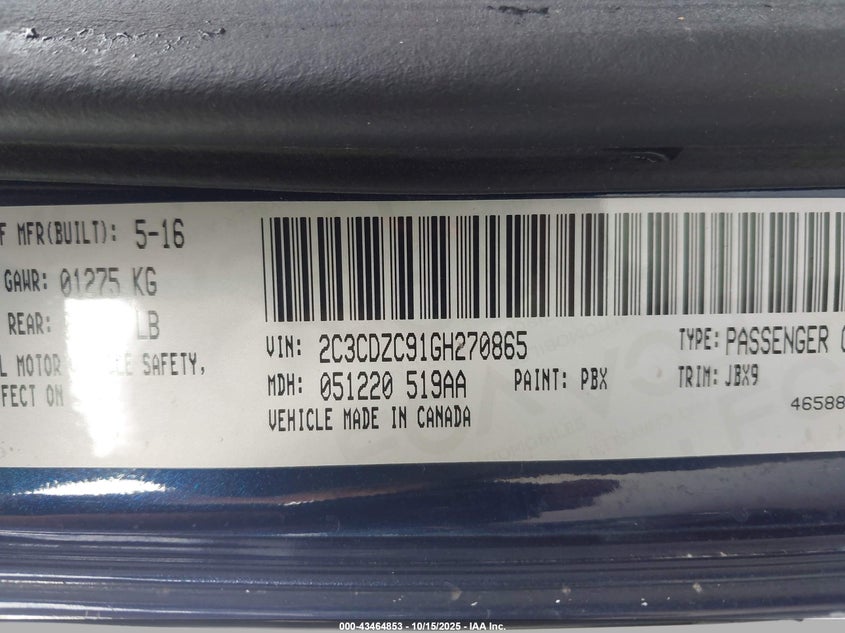 F MFR(BUILT): 5-16
GAWR: 01275 KG
REAR: LB
L MOTOR SAFETY,
FECT ON
VIN: 2C3CDZC91GH270865
TYPE: PASSENGER
MDH: 051220 519AA PAINT: PBX TRIM: JBX9
VEHICLE MADE IN CANADA
46588
000-43464853 - 10/15/2025 - IAA Inc.